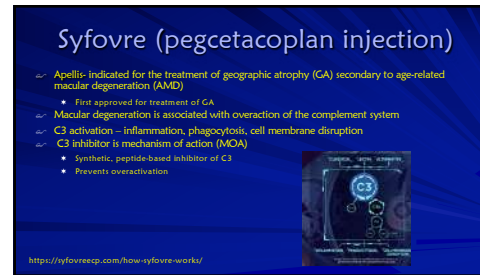 Syfovre (pegcetacoplan injection)
Apellis- indicated for the treatment of geographic atrophy (GA) secondary to age-related
macular degeneration (AMD)
First approved for treatment of GA
Macular degeneration is associated with overaction of the complement system
C3 activation – inflammation, phagocytosis, cell membrane disruption
C3 inhibitor is mechanism of action (MOA)
Synthetic, peptide-based inhibitor of C3
Prevents overactivation
C3
https://syfovreecp.com/how-syfovre-works/